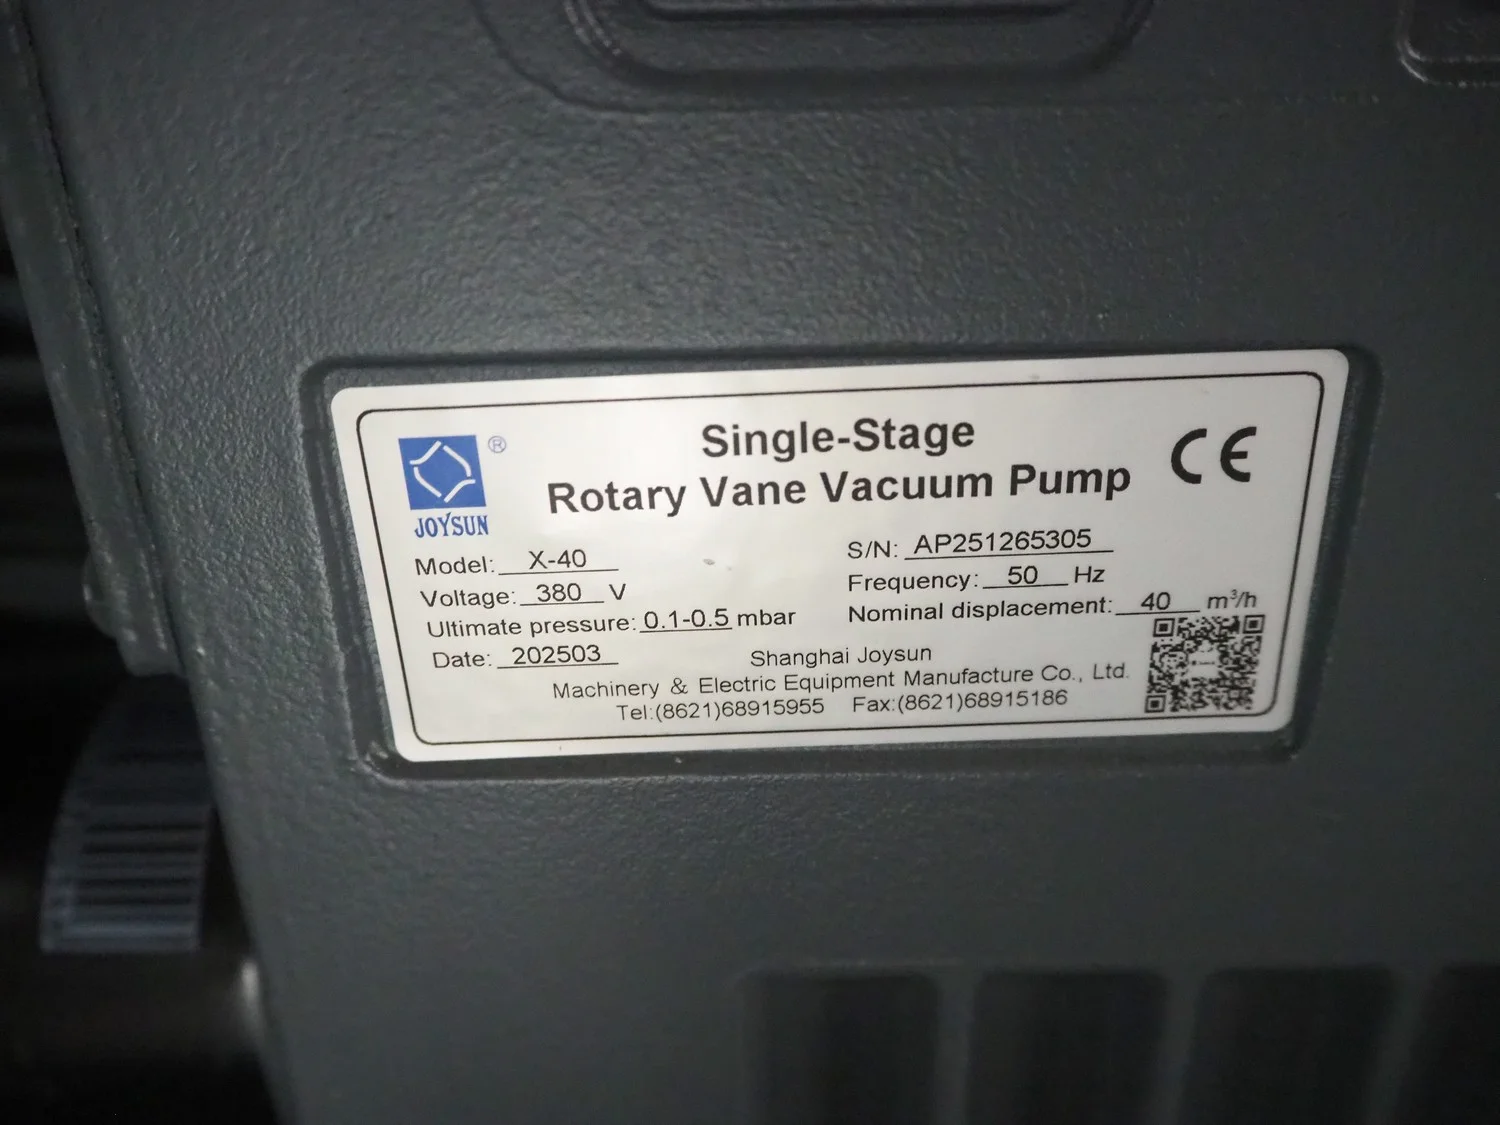 Single-Stage
Rotary Vane Vacuum Pump
CE
®
JOYSUN
Model: X-40
S/N: AP251265305
Voltage: 380 V
Frequency: 50 Hz
Ultimate pressure: 0.1-0.5 mbar
Nominal displacement: 40 m³/h
Date: 202503
Shanghai Joysun
Machinery & Electric Equipment Manufacture Co., Ltd.
Tel:(8621)68915955 Fax:(8621)68915186